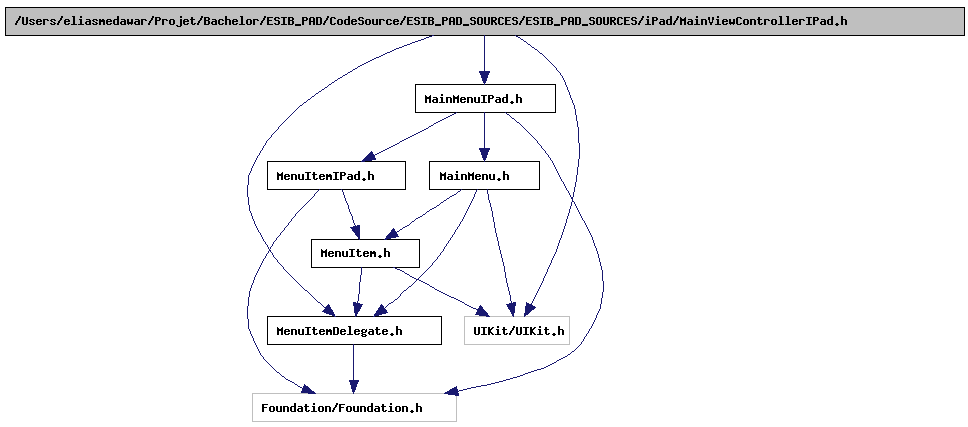 /Users/eliasmedawar/Projet/Bachelor/ESIB_PAD/CodeSource/ESIB_PAD_SOURCES/ESIB_PAD_SOURCES/iPad/MainViewControllerIPad.h
MainMenuIPad.h
MenuItemIPad.h
MainMenu.h
MenuItem.h
MenuItemDelegate.h
UIKit/UIKit.h
Foundation/Foundation.h